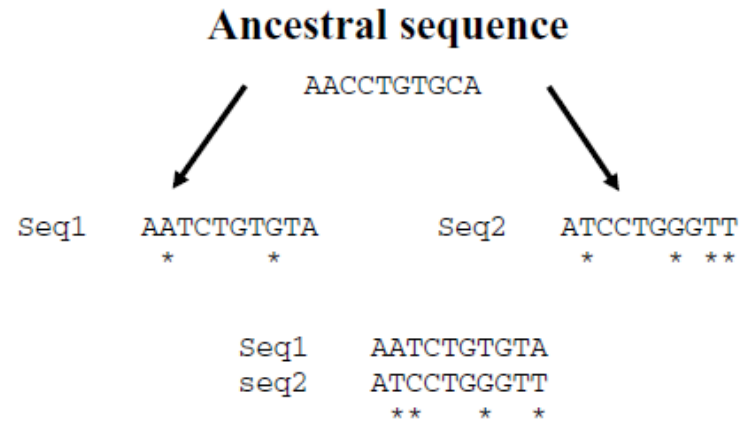 Ancestral sequence
AACCTGTGCA
Seq1 AATCTGTGTA Seq2 ATCCTGGGTT
* * * **
Seq1 AATCTGTGTA
seq2 ATCCTGGGTT
** * *